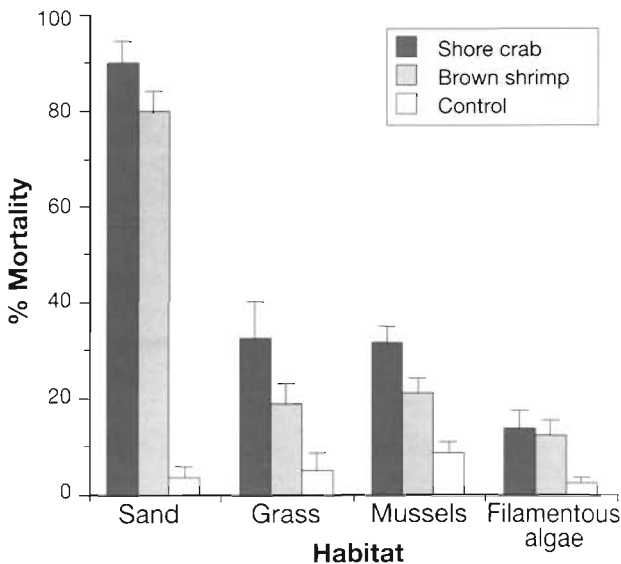 % Mortality
100
80
60
40
20
0
Shore crab
Brown shrimp
Control
Sand
Grass
Mussels
Filamentous
algae
Habitat